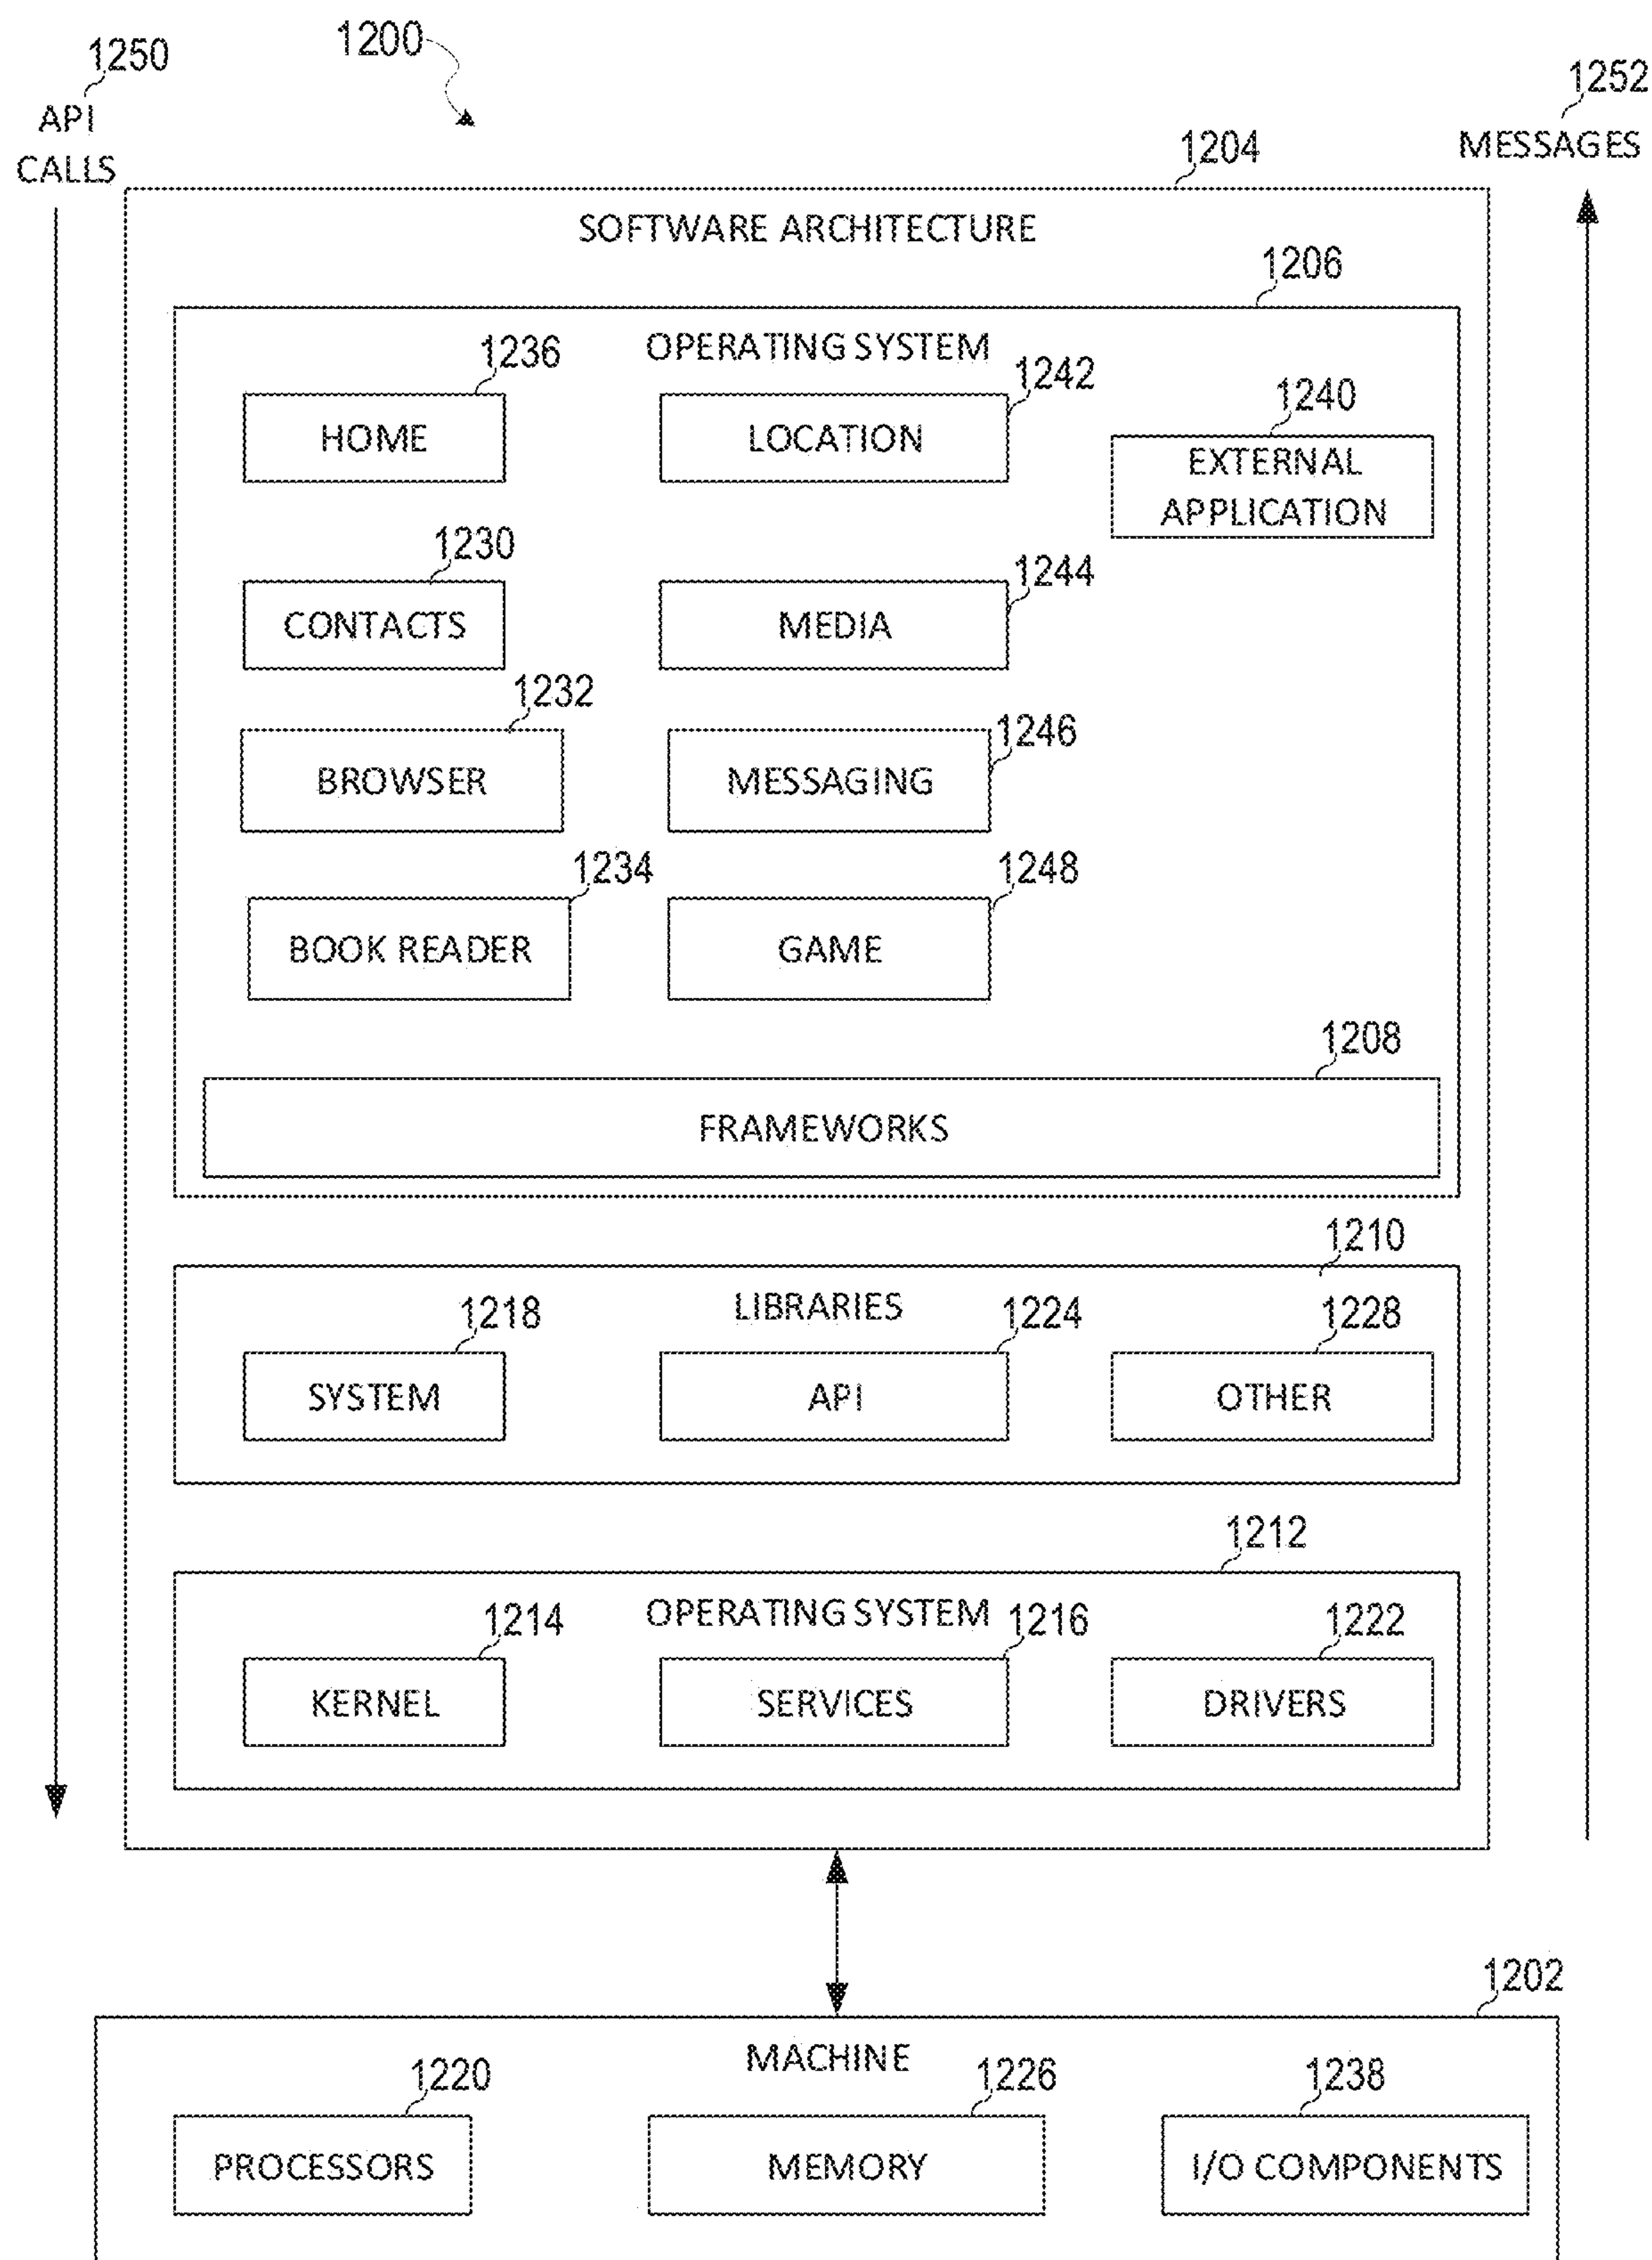 1200
1250
API
CALLS
1252
MESSAGES
1204
SOFTWARE ARCHITECTURE
1206
OPERATING SYSTEM
1236
HOME
1242
LOCATION
1240
EXTERNAL
APPLICATION
1230
CONTACTS
1244
MEDIA
1232
BROWSER
1246
MESSAGING
1234
BOOK READER
1248
GAME
1208
FRAMEWORKS
1210
LIBRARIES
1218
SYSTEM
1224
API
1228
OTHER
1212
OPERATING SYSTEM
1214
KERNEL
1216
SERVICES
1222
DRIVERS
1202
MACHINE
1220
PROCESSORS
1226
MEMORY
1238
I/O COMPONENTS